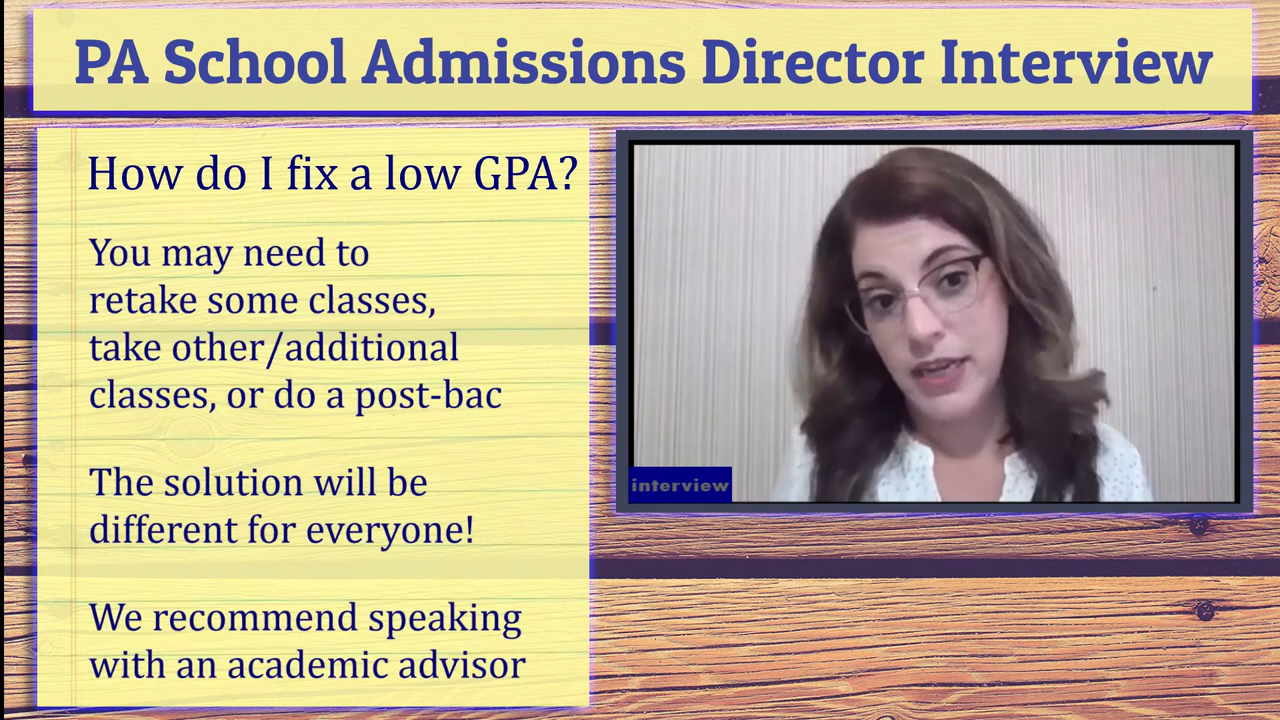 PA School Admissions Director Interview
How do I fix a low GPA?
You may need to
retake some classes,
take other/additional
classes, or do a post-bac
The solution will be
different for everyone!
We recommend speaking
with an academic advisor
interview